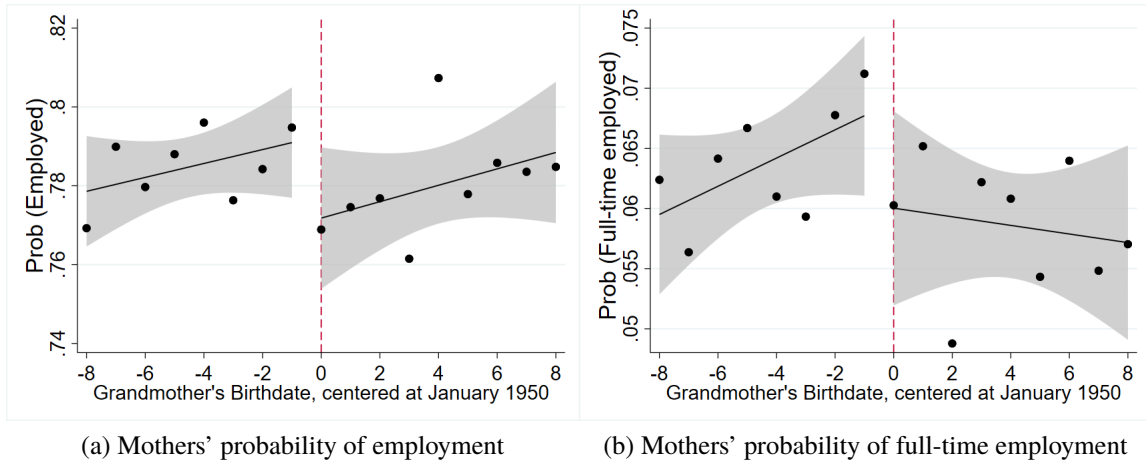 Prob (Employed)
.82
.8
.78
.76
.74
-8 -6 -4 -2 0 2 4 6 8
Grandmother's Birthdate, centered at January 1950
(a) Mothers' probability of employment
Prob (Full-time employed)
.075
.07
.065
.06
.055
.05
-8 -6 -4 -2 0 2 4 6 8
Grandmother's Birthdate, centered at January 1950
(b) Mothers' probability of full-time employment